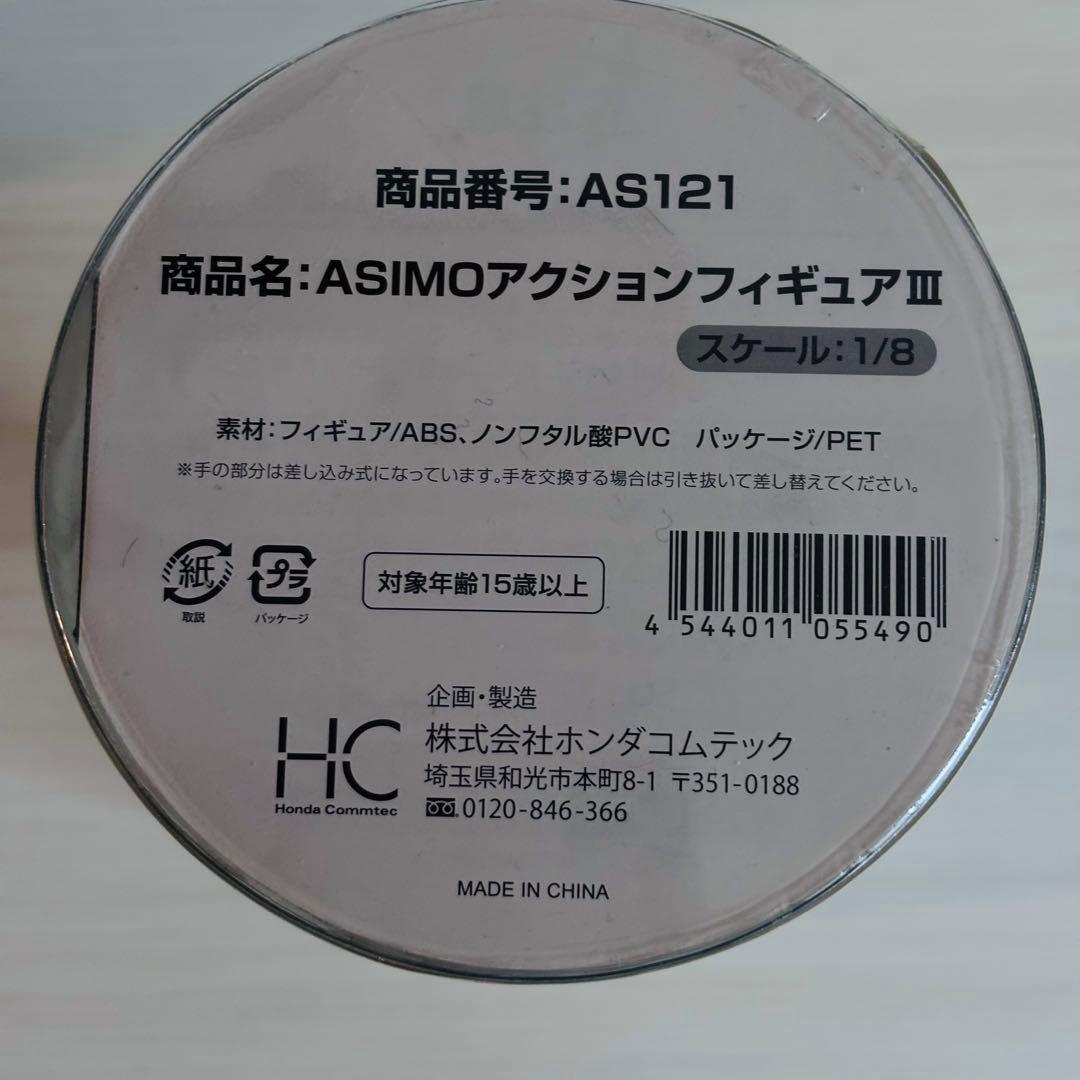 商品番号:AS121
商品名:ASIMOアクションフィギュアⅢ
スケール:1/8
素材:フィギュア/ABS、ノンフタル酸PVC　パッケージ/PET
※手の部分は差し込み式になっています。手を交換する場合は引き抜いて差し替えてください。
紙
取説
プラ
パッケージ
対象年齢15歳以上
4 544011 055490
企画・製造
HC
Honda Commtec
株式会社ホンダコムテック
埼玉県和光市本町8-1 〒351-0188
0120-846-366
MADE IN CHINA